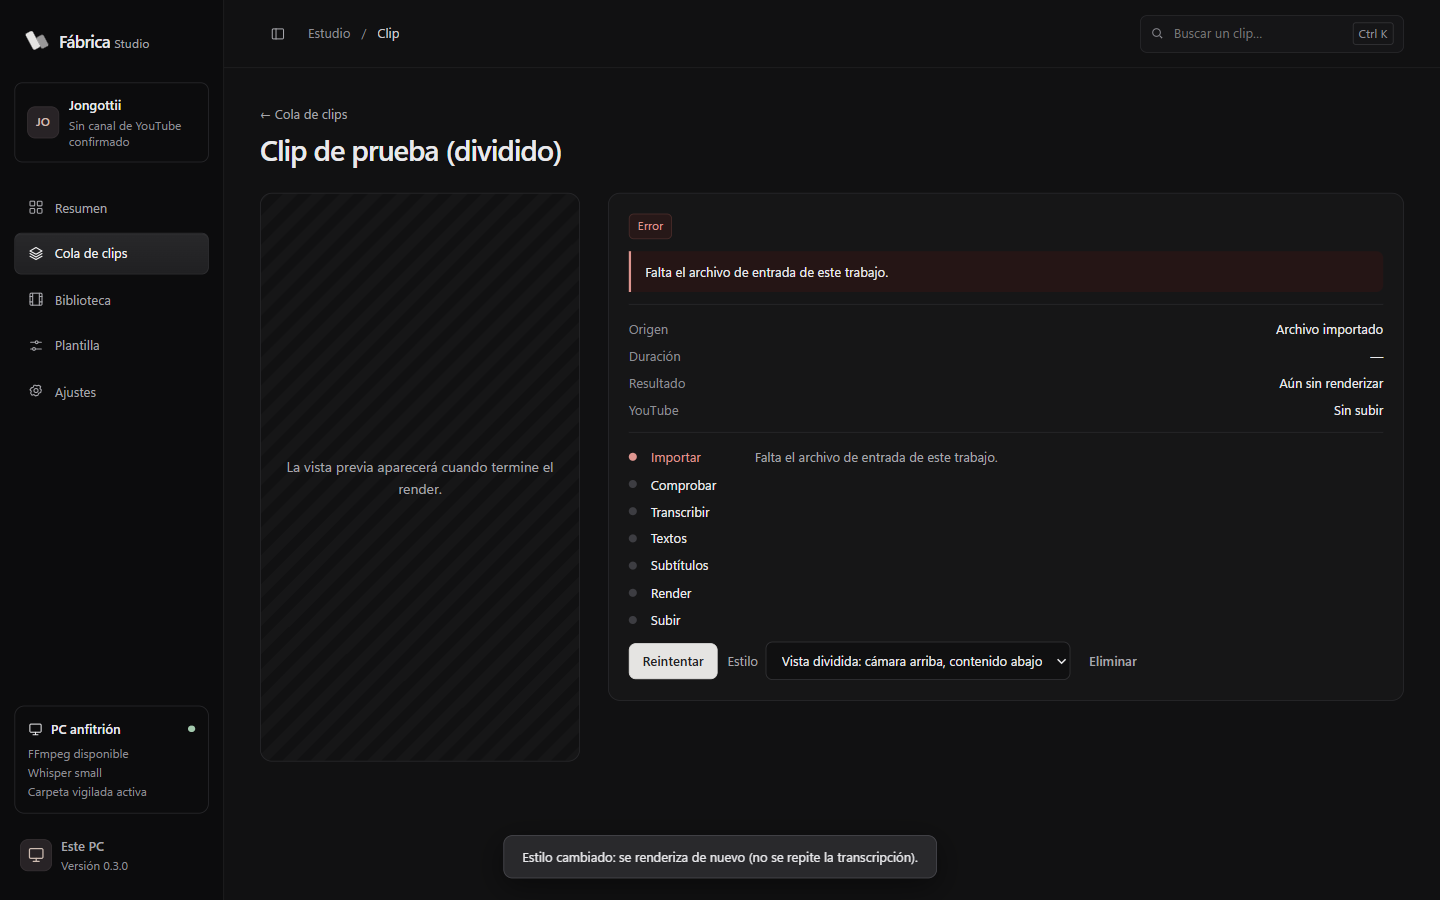 Fábrica Studio
Jongottii
JO
Sin canal de YouTube
confirmado
Resumen
Cola de clips
Biblioteca
Plantilla
Ajustes
PC anfitrión
FFmpeg disponible
Whisper small
Carpeta vigilada activa
Este PC
Versión 0.3.0
Estudio / Clip
Buscar un clip... Ctrl K
← Cola de clips
Clip de prueba (dividido)
La vista previa aparecerá cuando termine el
render.
Error
Falta el archivo de entrada de este trabajo.
Origen Archivo importado
Duración —
Resultado Aún sin renderizar
YouTube Sin subir
Importar Falta el archivo de entrada de este trabajo.
Comprobar
Transcribir
Textos
Subtítulos
Render
Subir
Reintentar Estilo Vista dividida: cámara arriba, contenido abajo Eliminar
Estilo cambiado: se renderiza de nuevo (no se repite la transcripción).